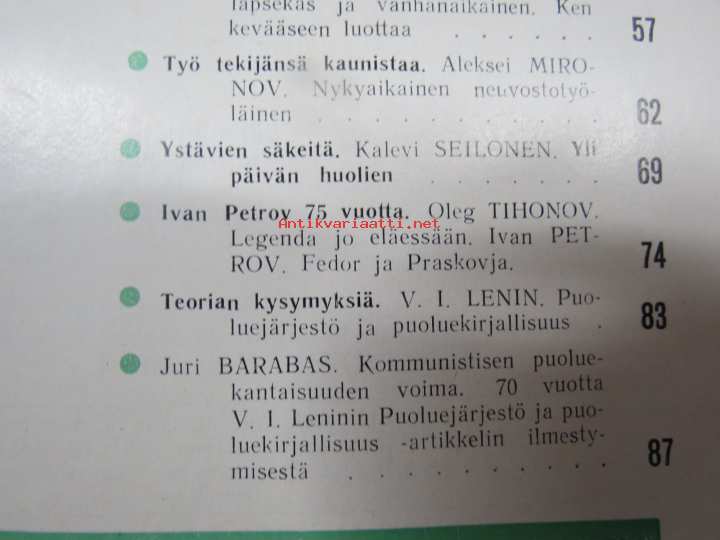 lapsekas ja vanhanaikainen. Ken
kevääseen luottaa . . . . . . 57
Työ tekijänsä kaunistaa. Aleksei MIRO-
NOV. Nykyaikainen neuvostotyö-
läinen . . . . . . . . . . 62
Ystävien säkeitä. Kalevi SEILONEN. Yli
päivän huolien . . . . . . . 69
Ivan Petrov 75 vuotta. Oleg TIHONOV.
Antikvariaatti.net
Legenda jo eläessään. Ivan PET-
ROV. Fedor ja Praskovja. 74
Teorian kysymyksiä. V. I. LENIN. Puo-
luejärjestö ja puoluekirjallisuus . 83
Juri BARABAS. Kommunistisen puolue-
kantaisuuden voima. 70 vuotta
V. I. Leninin Puoluejärjestö ja puo-
luekirjallisuus -artikkelin ilmesty-
misestä . . . . . . . . . . 87